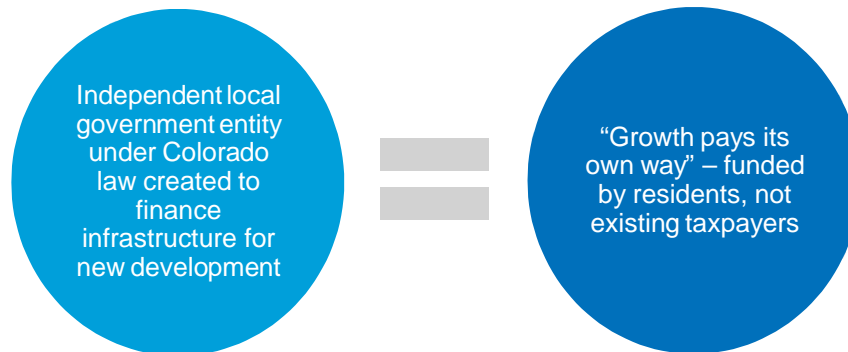 Independent local
government entity
under Colorado
law created to
finance
infrastructure for
new development
“Growth pays its
own way” – funded
by residents, not
existing taxpayers